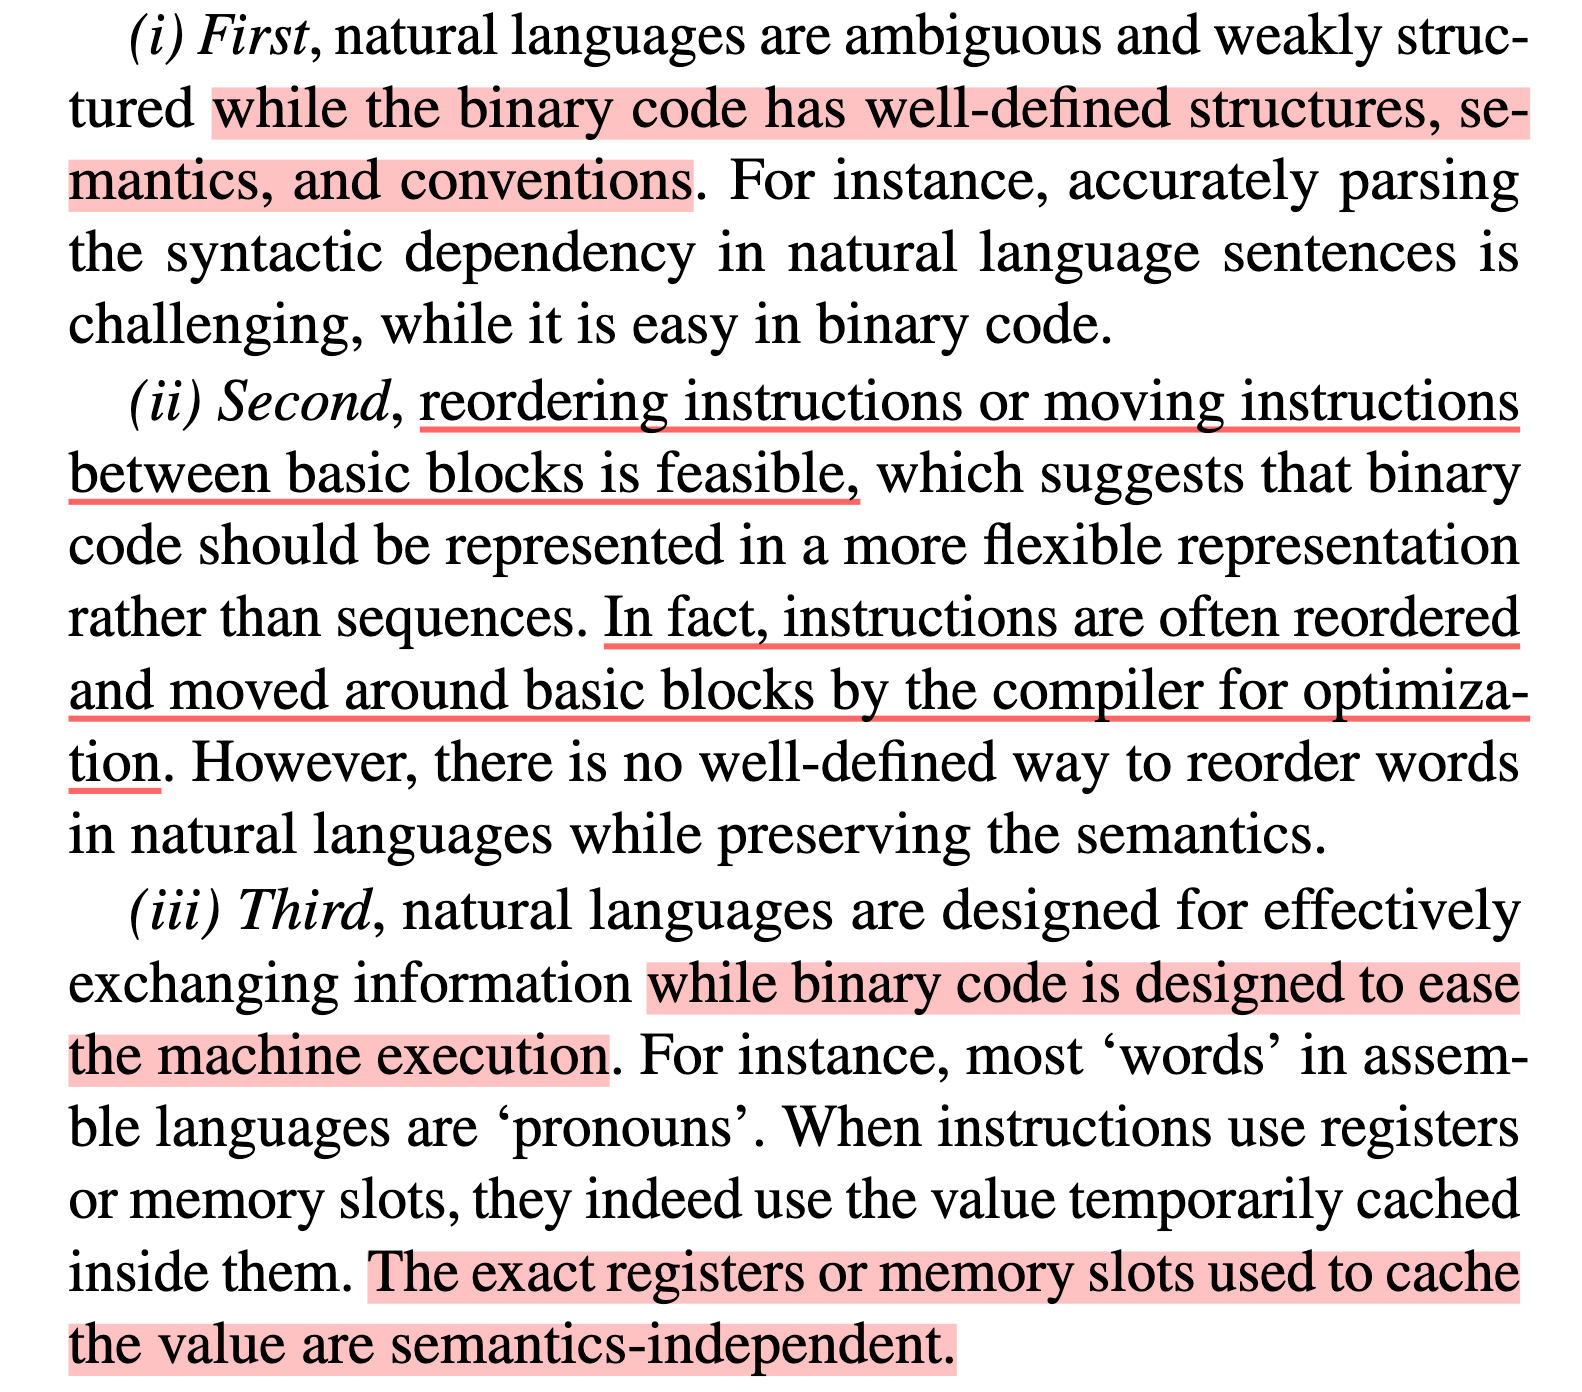 (i) First, natural languages are ambiguous and weakly struc-
tured while the binary code has well-defined structures, se-
mantics, and conventions. For instance, accurately parsing
the syntactic dependency in natural language sentences is
challenging, while it is easy in binary code.
(ii) Second, reordering instructions or moving instructions
between basic blocks is feasible, which suggests that binary
code should be represented in a more flexible representation
rather than sequences. In fact, instructions are often reordered
and moved around basic blocks by the compiler for optimiza-
tion. However, there is no well-defined way to reorder words
in natural languages while preserving the semantics.
(iii) Third, natural languages are designed for effectively
exchanging information while binary code is designed to ease
the machine execution. For instance, most ‘words’ in assem-
ble languages are ‘pronouns’. When instructions use registers
or memory slots, they indeed use the value temporarily cached
inside them. The exact registers or memory slots used to cache
the value are semantics-independent.